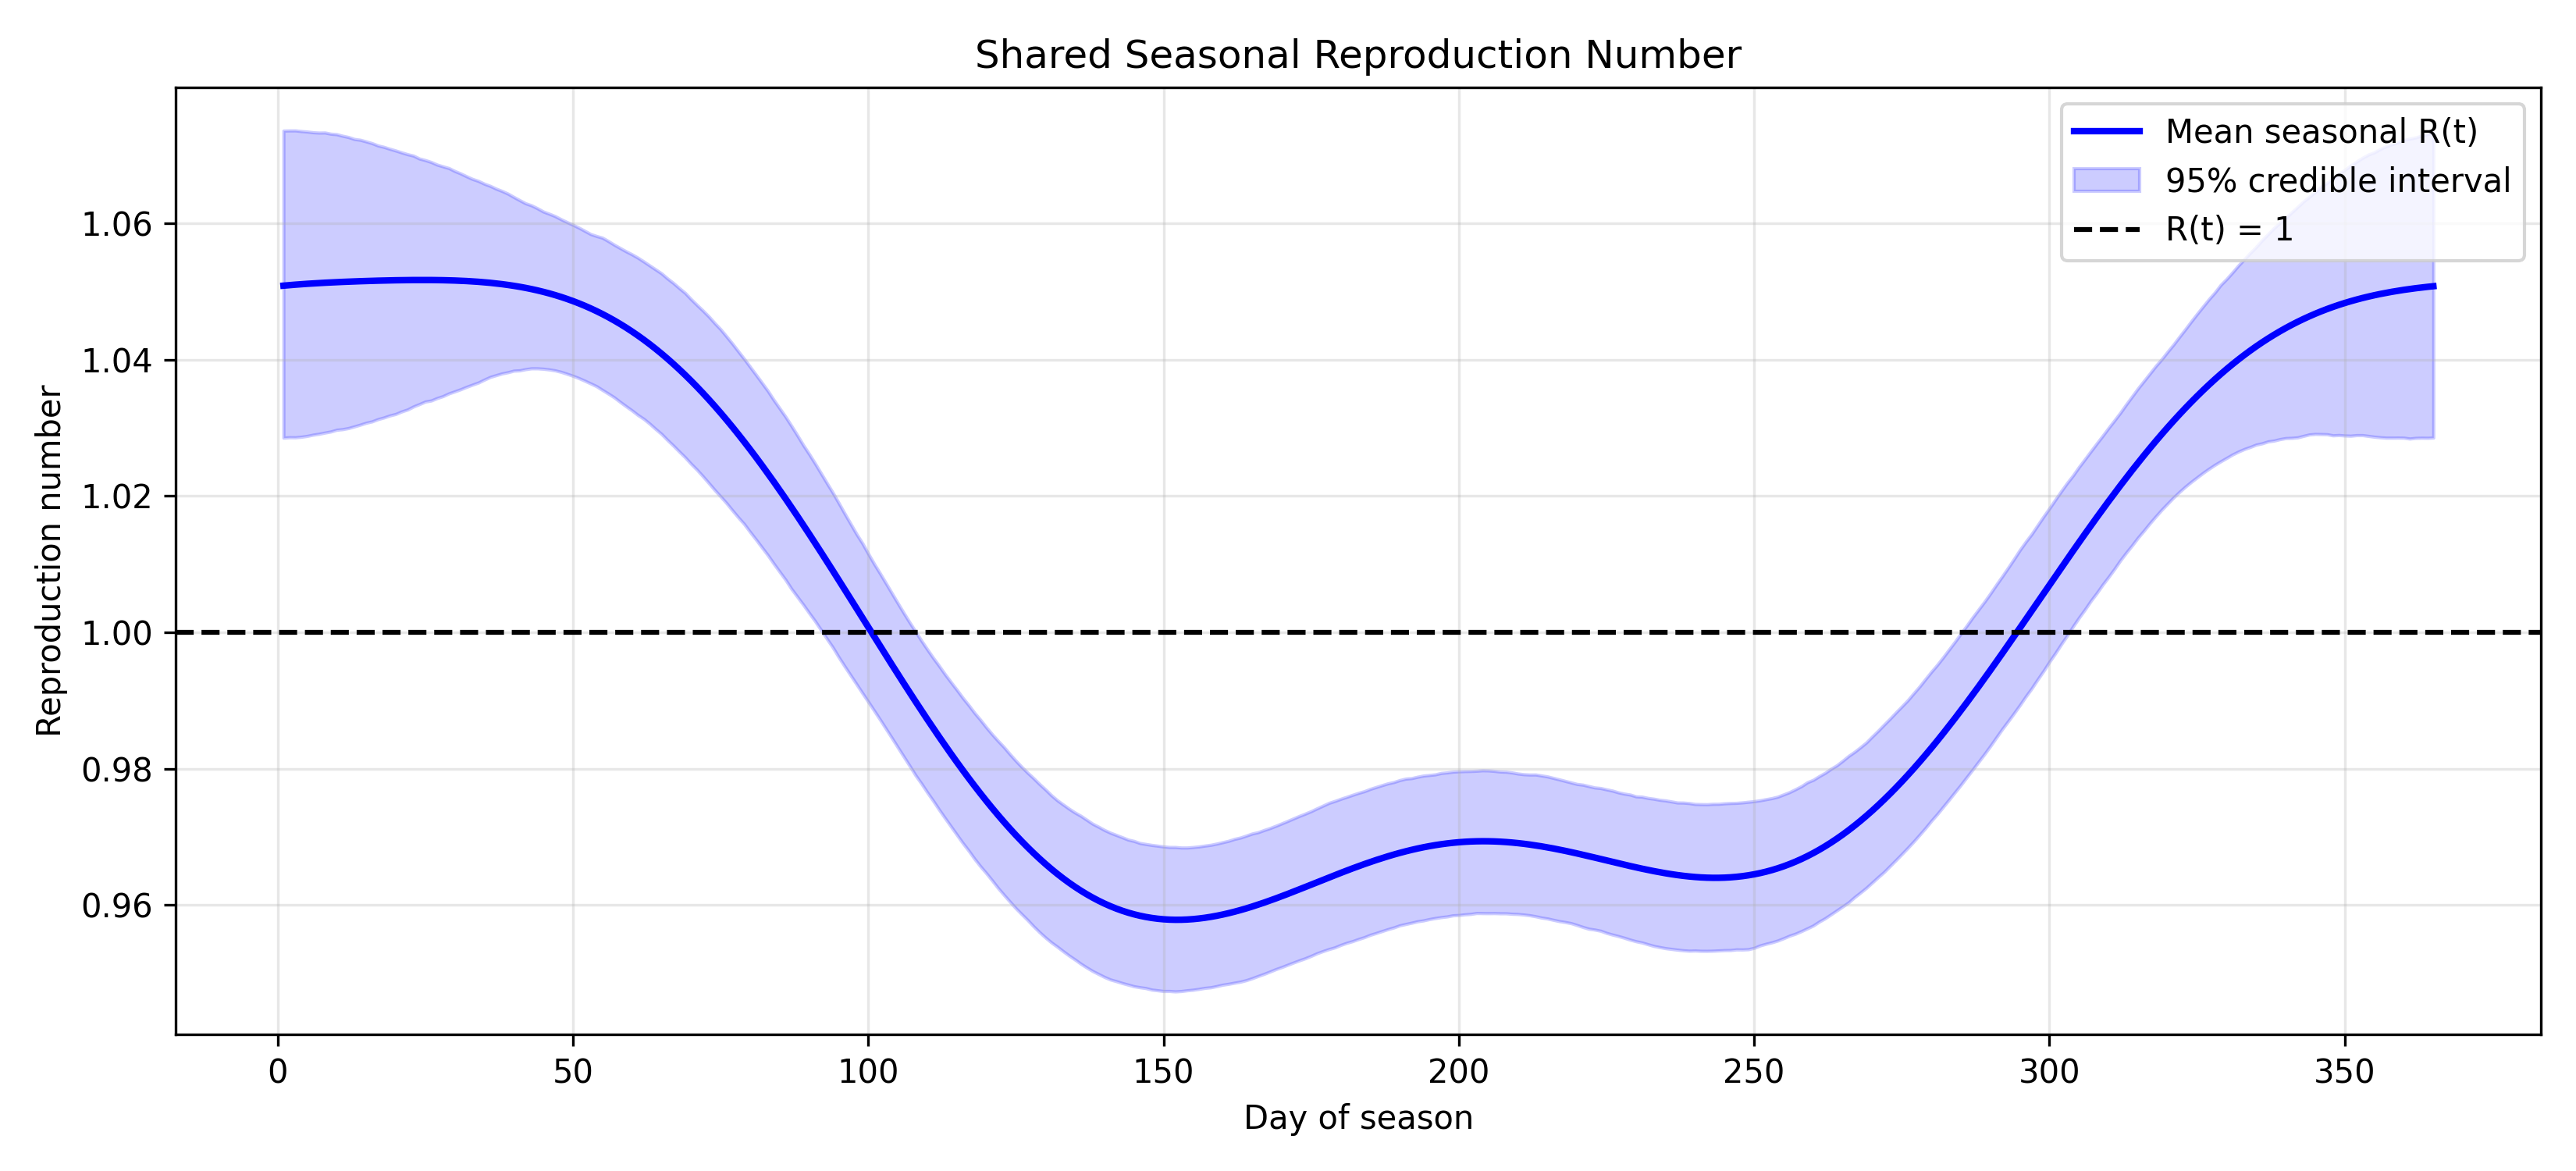 Shared Seasonal Reproduction Number
Mean seasonal R(t)
95% credible interval
R(t) = 1
Reproduction number
1.06
1.04
1.02
1.00
0.98
0.96
0
50
100
150
200
250
300
350
Day of season